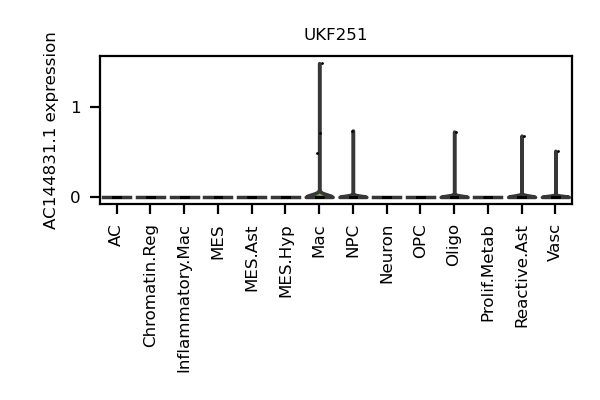 UKF251
AC144831.1 expression
1
0
AC
Chromatin.Reg
Inflammatory.Mac
MES
MES.Ast
MES.Hyp
Mac
NPC
Neuron
OPC
Oligo
Prolif.Metab
Reactive.Ast
Vasc